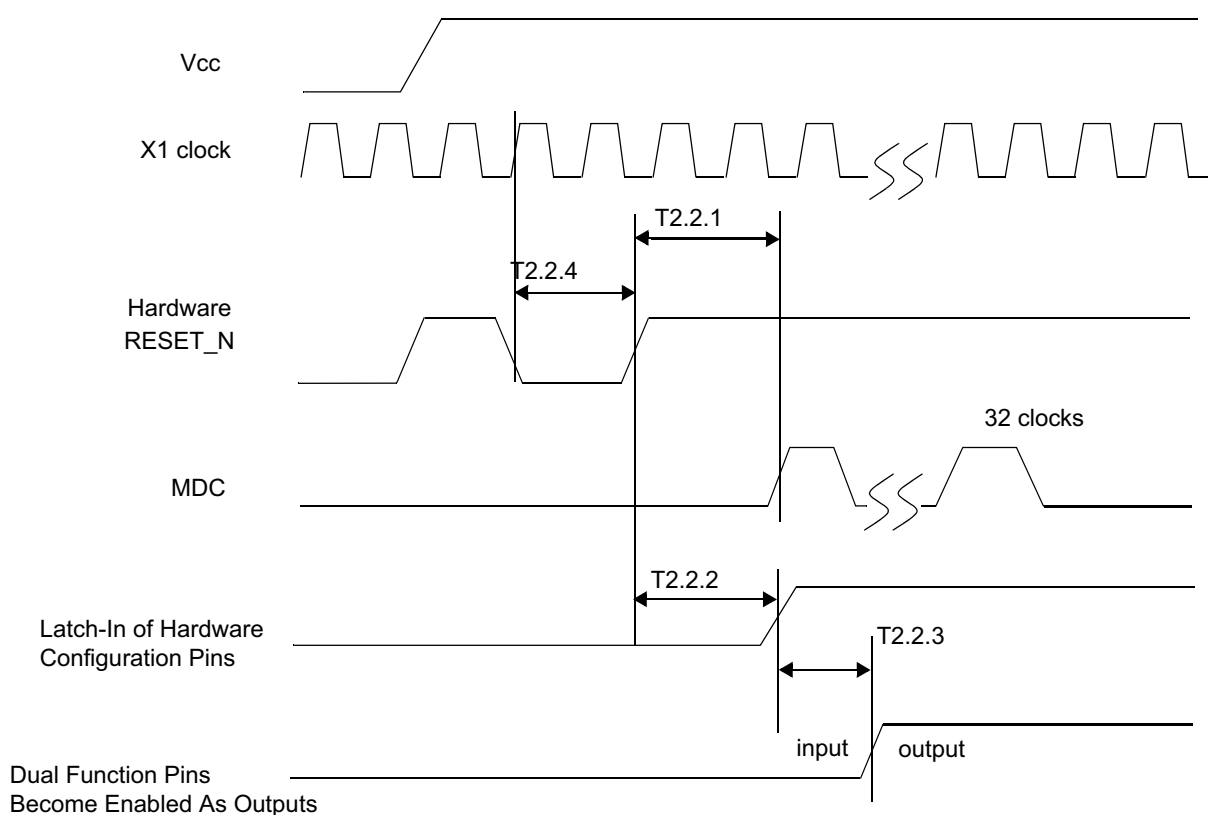 Vcc
X1 clock
T2.2.1
T2.2.4
Hardware
RESET_N
32 clocks
MDC
T2.2.2
Latch-In of Hardware
Configuration Pins
T2.2.3
input
output
Dual Function Pins
Become Enabled As Outputs